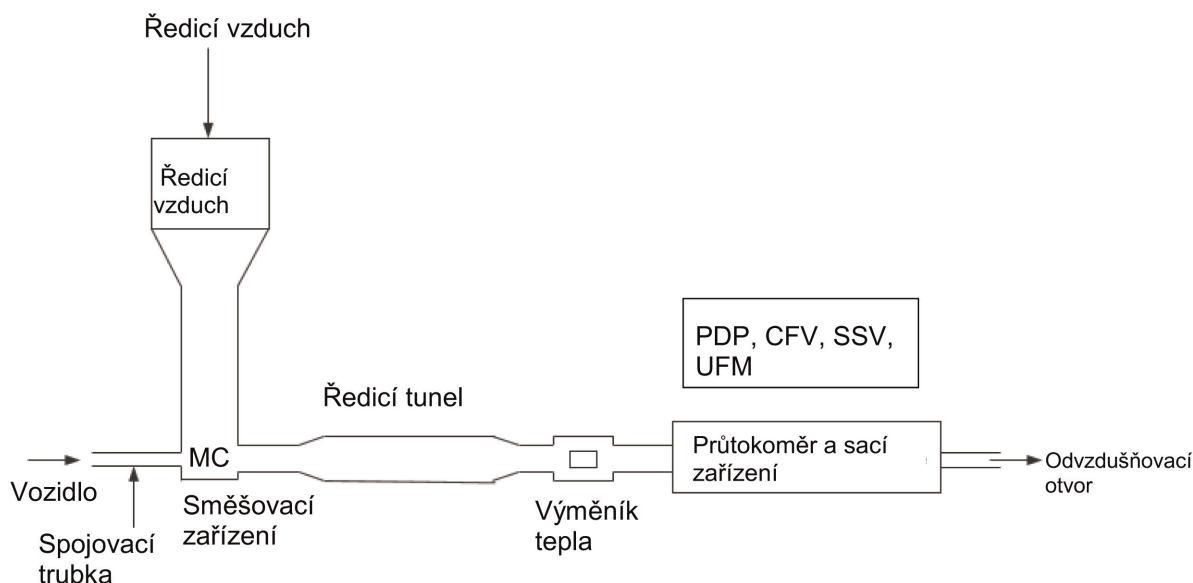 Ředicí vzduch
Ředicí
vzduch
PDP, CFV, SSV,
UFM
Ředicí tunel
MC
Průtokoměr a sací
zařízení
Odvzdušňovací
otvor
Vozidlo
Směšovací
zařízení
Výměník
tepla
Spojovací
trubka